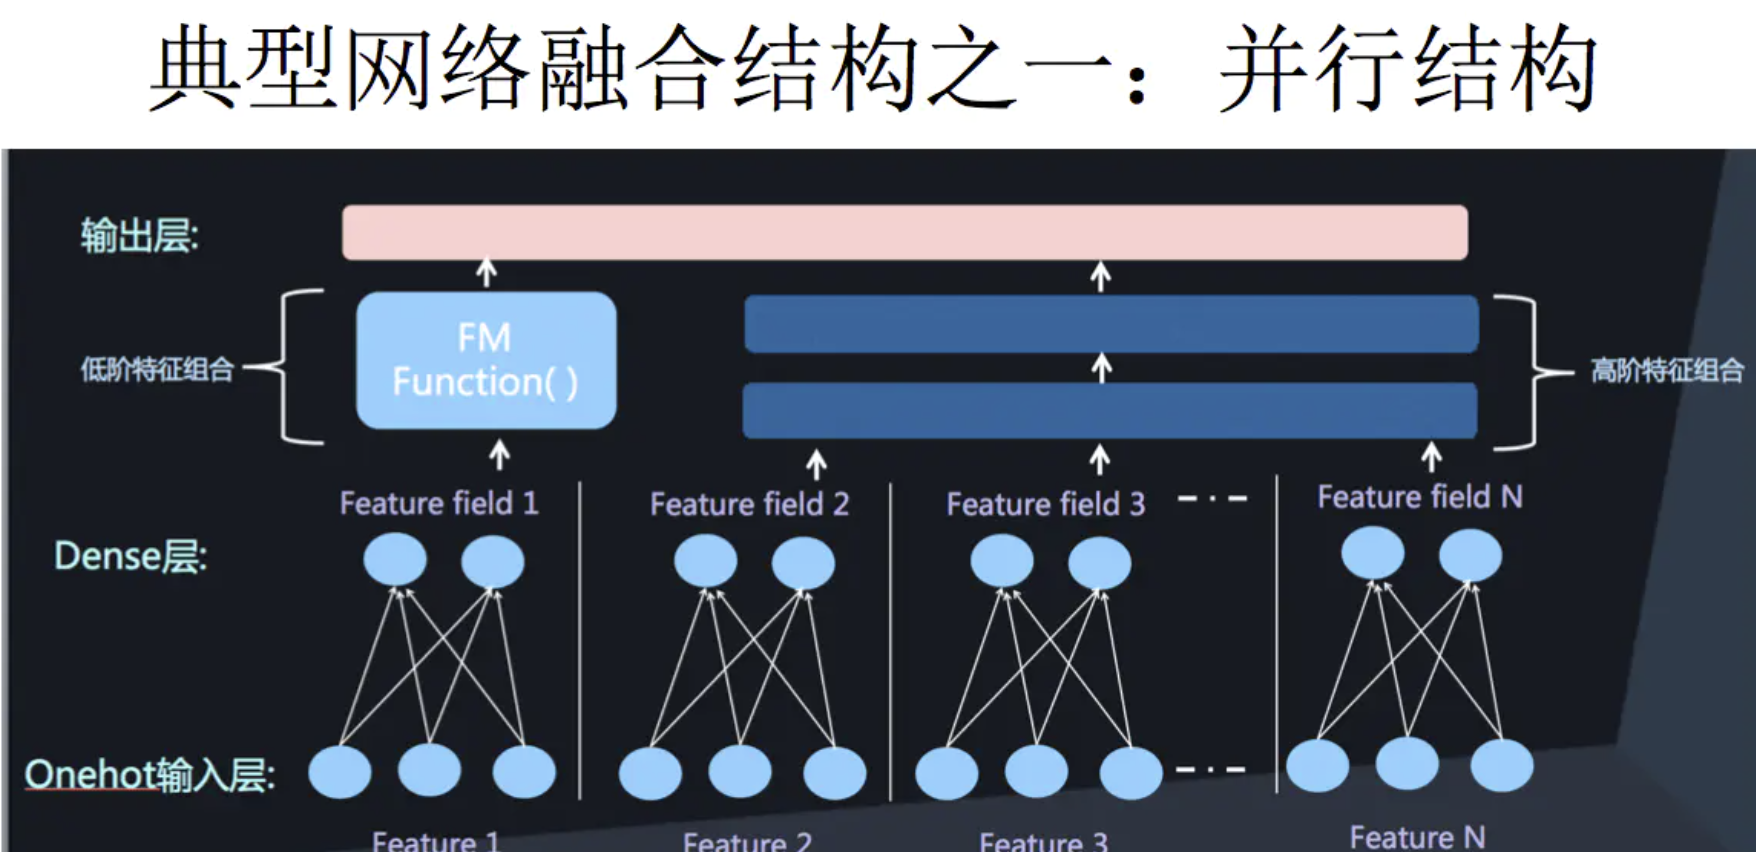 典型网络融合结构之一：并行结构
输出层:
FM
Function( )
低阶特征组合
高阶特征组合
Feature field 1
Feature field 2
Feature field 3
Feature field N
Dense层:
Onehot输入层:
Feature 1
Feature 2
Feature 3
Feature N